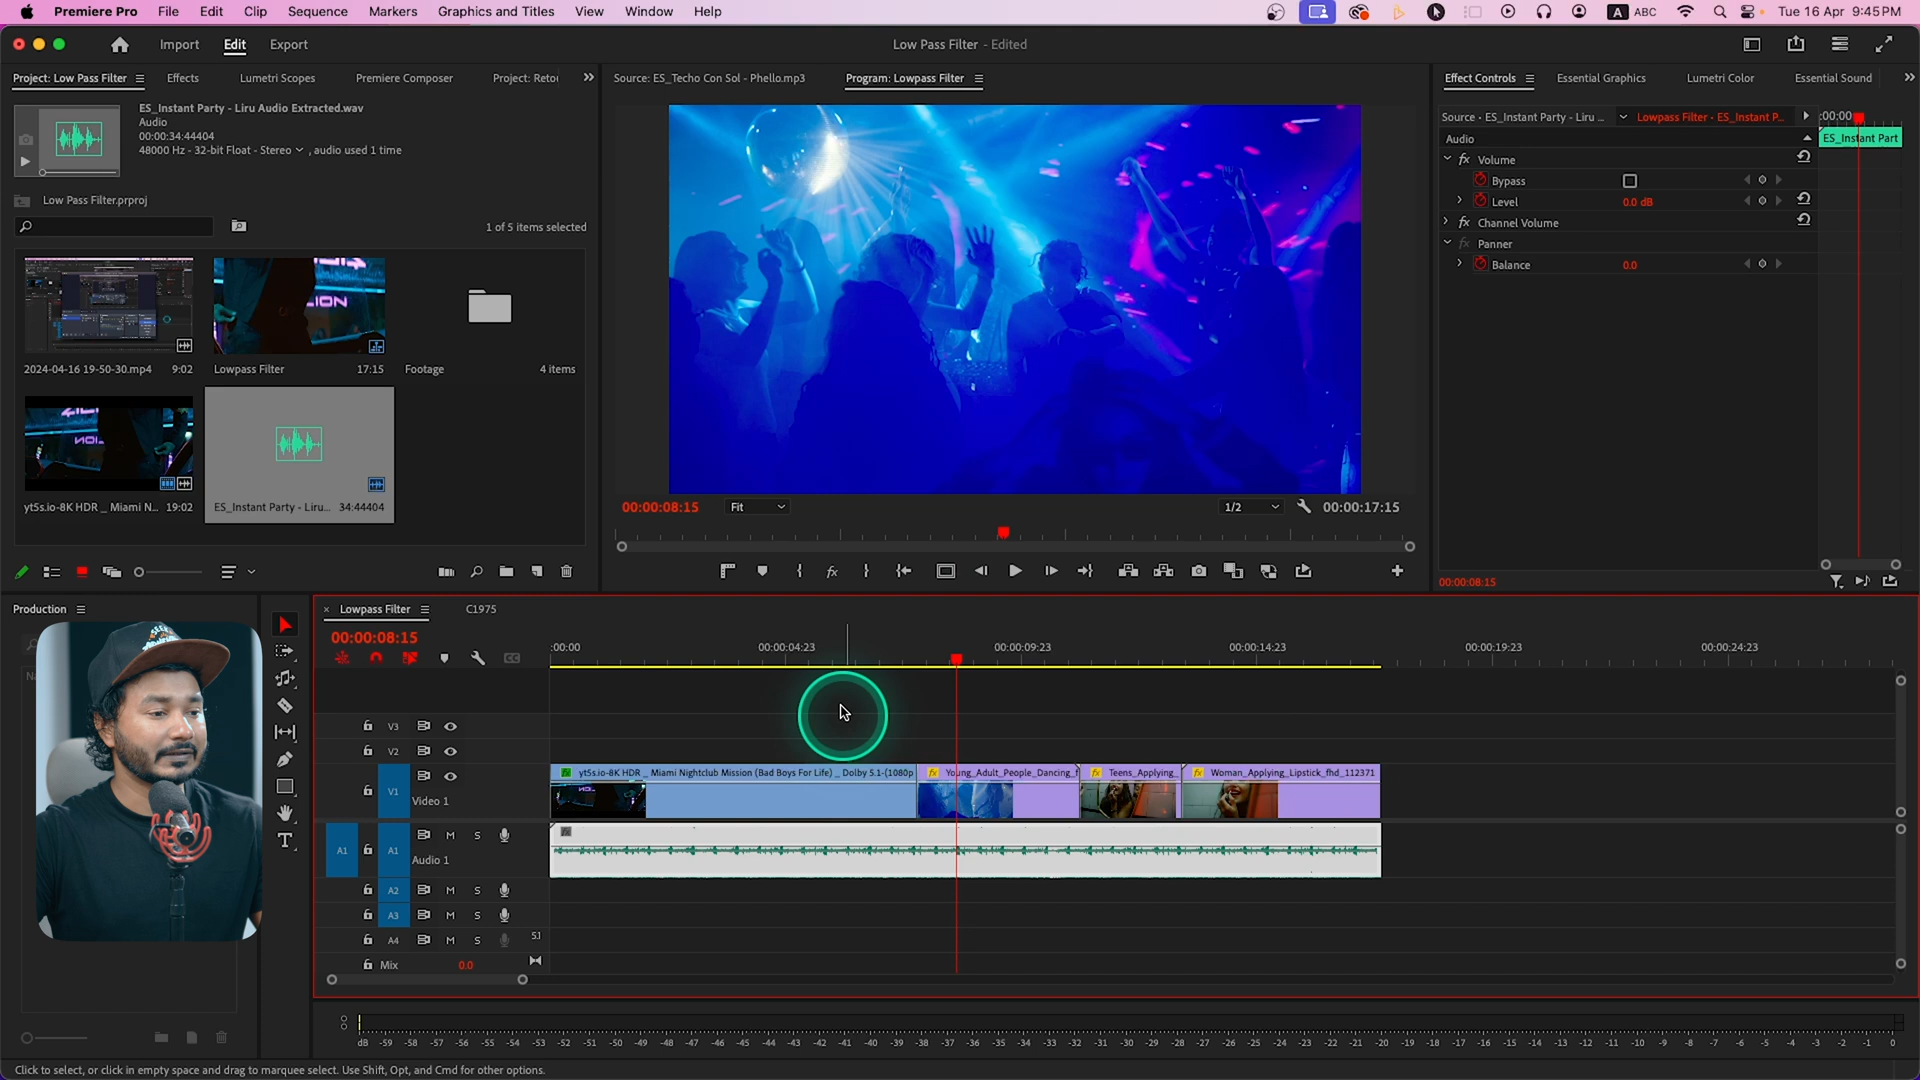 Premiere Pro File Edit Clip Sequence Markers Graphics and Titles View Window Help
A ABC Tue 16 Apr 9:45 PM
Import Edit Export
Low Pass Filter - Edited
Project: Low Pass Filter Effects Lumetri Scopes Premiere Composer Project: Reto
Source: ES_Techo Con Sol - Phello.mp3 Program: Lowpass Filter
Effect Controls Essential Graphics Lumetri Color Essential Sound
ES_Instant Party - Liru Audio Extracted.wav
Audio
00:00:34:44404
48000 Hz - 32-bit Float - Stereo , audio used 1 time
Low Pass Filter.prproj
1 of 5 items selected
2024-04-16 19-50-30.mp4 9:02
Lowpass Filter 17:15
Footage 4 items
yt5s.io-8K HDR _ Miami N... 19:02
ES_Instant Party - Liru... 34:44404
00:00:08:15 Fit 1/2 00:00:17:15
Source · ES_Instant Party - Liru ... Lowpass Filter · ES_Instant P... :00:00
Audio ES_Instant Part
fx Volume
Bypass
Level 0.0 dB
fx Channel Volume
fx Panner
Balance 0.0
00:00:08:15
Production
× Lowpass Filter C1975
00:00:08:15
:00:00 00:00:04:23 00:00:09:23 00:00:14:23 00:00:19:23 00:00:24:23
V3
V2
V1 Video 1
fx yt5s.io-8K HDR _ Miami Nightclub Mission (Bad Boys For Life) _ Dolby 5.1-(1080p
fx Young_Adult_People_Dancing_f
fx Teens_Applying_
fx Woman_Applying_Lipstick_fhd_112371
A1 A1 M S Audio 1
fx
A2 M S
A3 M S
A4 M S 5.1
Mix 0.0
dB -59 -58 -57 -56 -55 -54 -53 -52 -51 -50 -49 -48 -47 -46 -45 -44 -43 -42 -41 -40 -39 -38 -37 -36 -35 -34 -33 -32 -31 -30 -29 -28 -27 -26 -25 -24 -23 -22 -21 -20 -19 -18 -17 -16 -15 -14 -13 -12 -11 -10 -9 -8 -7 -6 -5 -4 -3 -2 -1 0
Click to select, or click in empty space and drag to marquee select. Use Shift, Opt, and Cmd for other options.